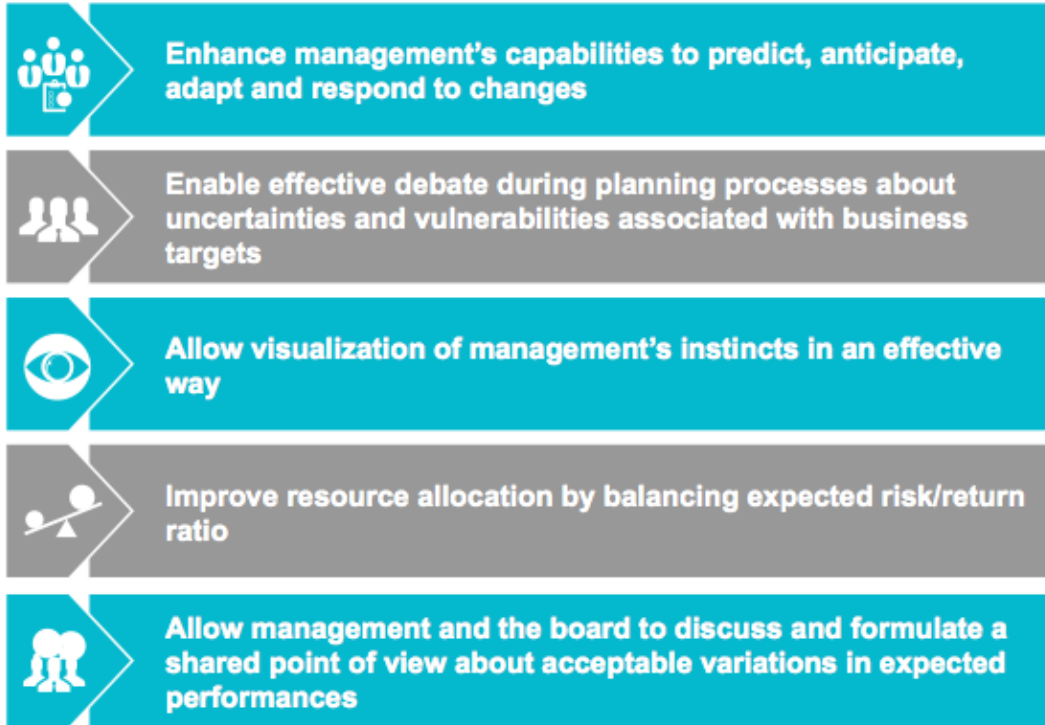 Enhance management's capabilities to predict, anticipate,
adapt and respond to changes
Enable effective debate during planning processes about
uncertainties and vulnerabilities associated with business
targets
Allow visualization of management's instincts in an effective
way
Improve resource allocation by balancing expected risk/return
ratio
Allow management and the board to discuss and formulate a
shared point of view about acceptable variations in expected
performances